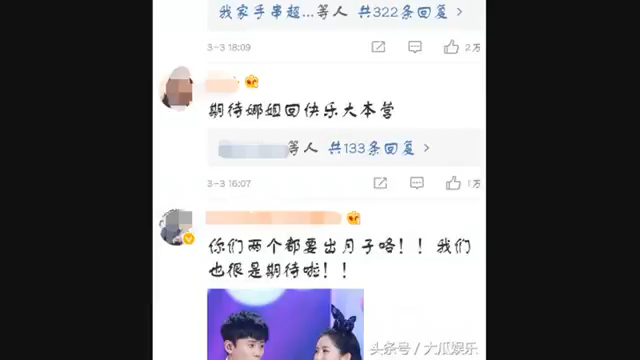 我家手串超...等人 共322条回复 >
3-3 18:09
2万
期待娜姐回快乐大本营
等人 共133条回复 >
3-3 16:07
1万
你们两个都要出月子咯！！我们
也很是期待啦！！
头条号 / 大瓜娱乐